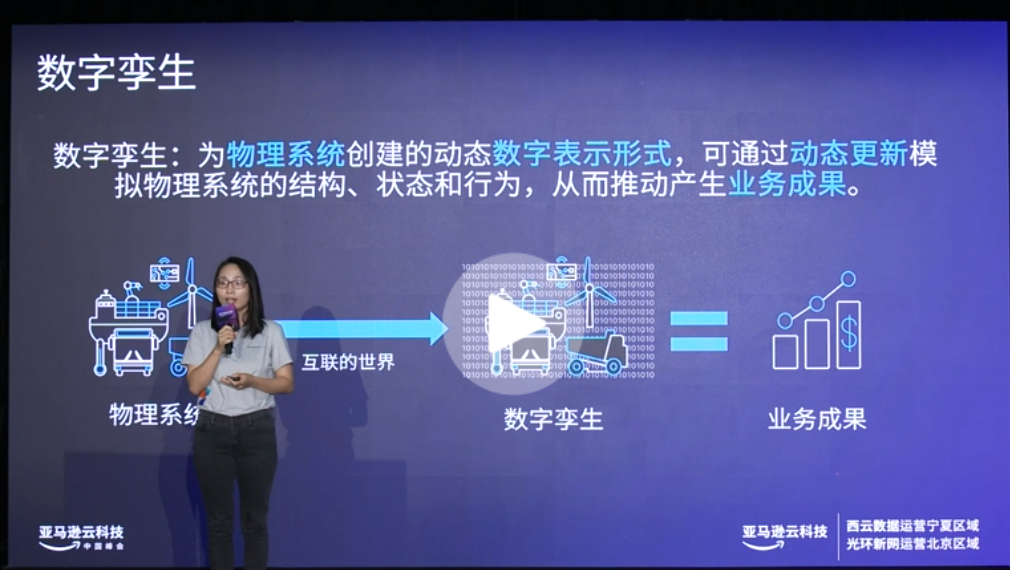 数字孪生
数字孪生：为物理系统创建的动态数字表示形式，可通过动态更新模
拟物理系统的结构、状态和行为，从而推动产生业务成果。
互联的世界
物理系统
数字孪生
业务成果
亚马逊云科技
中国峰会
亚马逊云科技
西云数据运营宁夏区域
光环新网运营北京区域